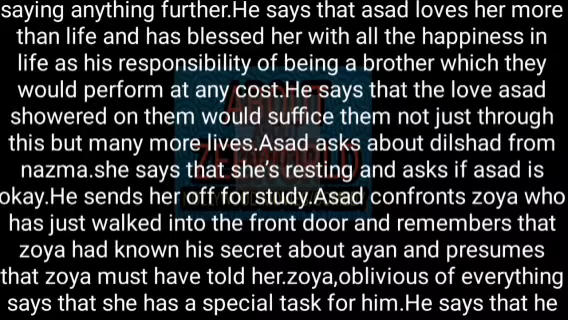 saying anything further.He says that asad loves her more
than life and has blessed her with all the happiness in
life as his responsibility of being a brother which they
would perform at any cost.He says that the love asad
showered on them would suffice them not just through
this but many more lives.Asad asks about dilshad from
nazma.she says that she's resting and asks if asad is
okay.He sends her off for study.Asad confronts zoya who
has just walked into the front door and remembers that
zoya had known his secret about ayan and presumes
that zoya must have told her.zoya,oblivious of everything
says that she has a special task for him.He says that he